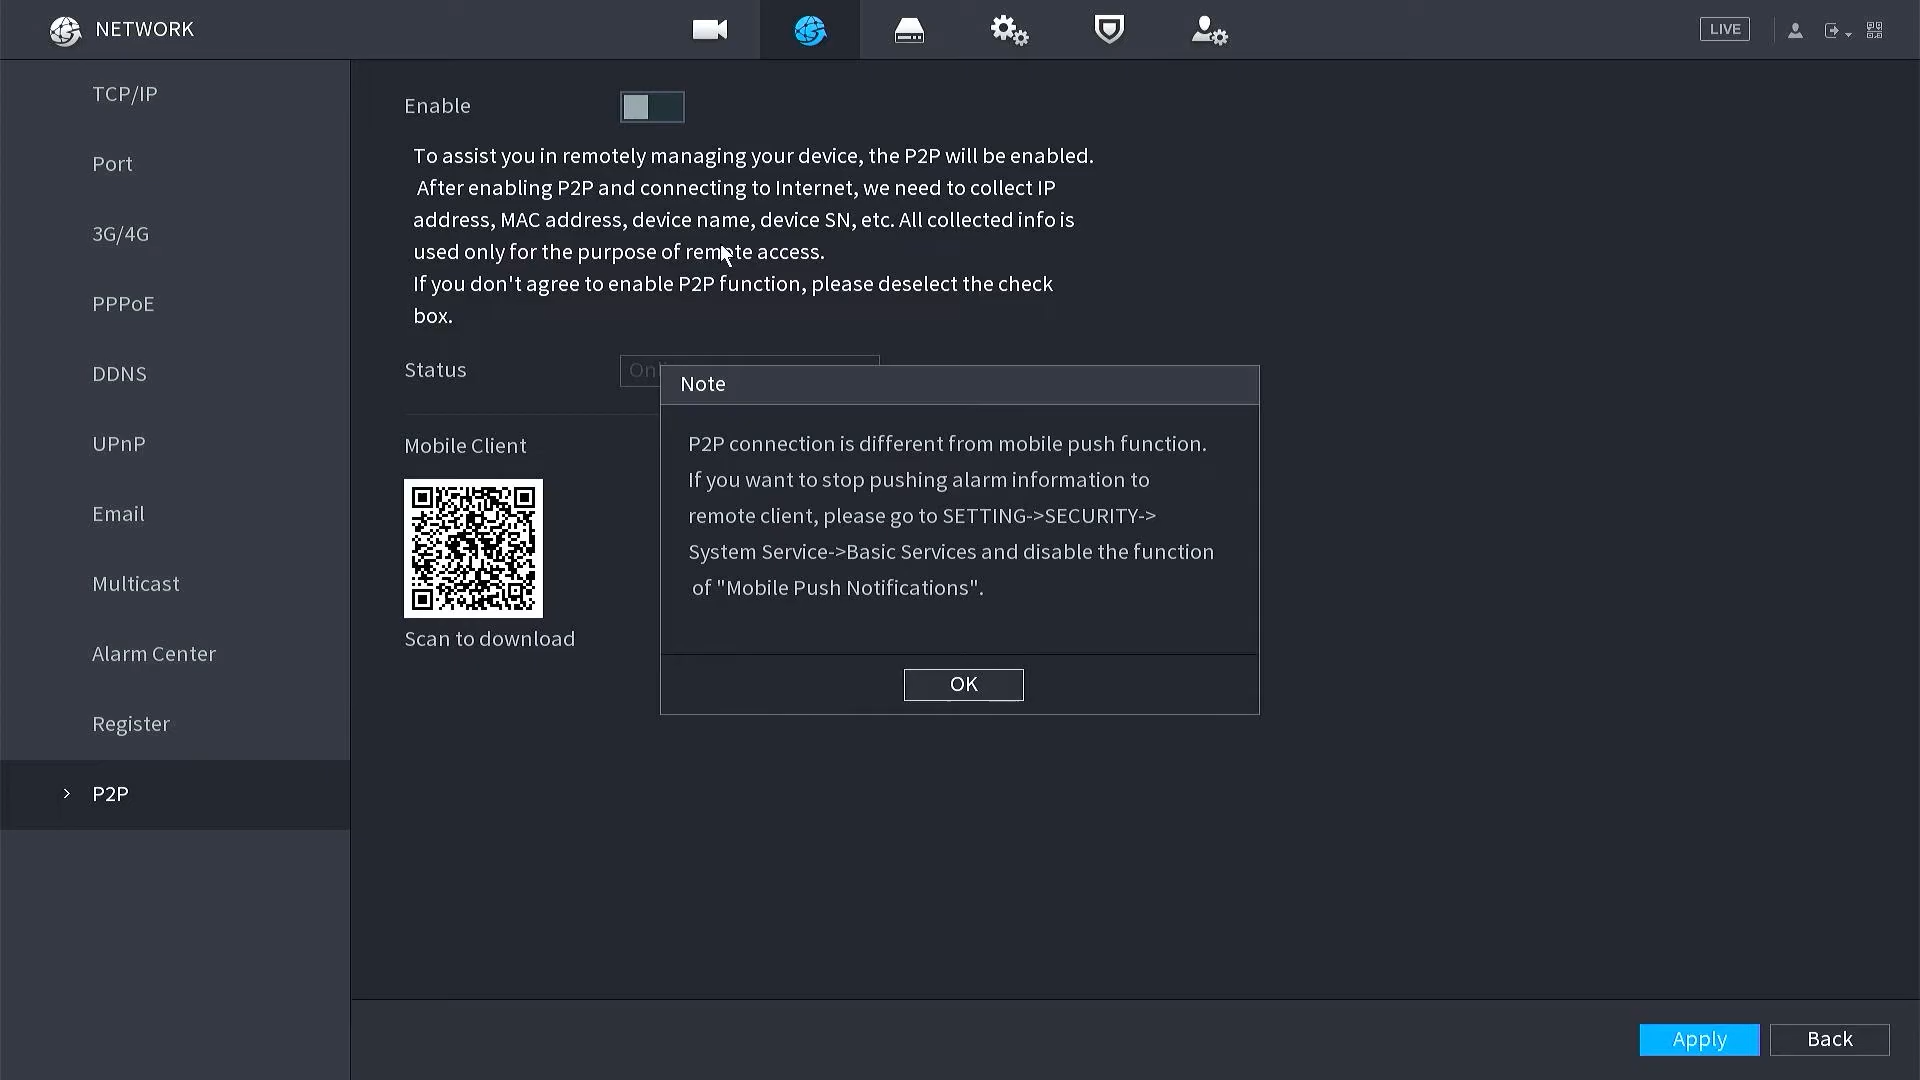 NETWORK
LIVE
TCP/IP
Port
3G/4G
PPPoE
DDNS
UPnP
Email
Multicast
Alarm Center
Register
P2P
Enable
To assist you in remotely managing your device, the P2P will be enabled.
After enabling P2P and connecting to Internet, we need to collect IP
address, MAC address, device name, device SN, etc. All collected info is
used only for the purpose of remote access.
If you don't agree to enable P2P function, please deselect the check
box.
Status
Mobile Client
Scan to download
Note
P2P connection is different from mobile push function.
If you want to stop pushing alarm information to
remote client, please go to SETTING->SECURITY->
System Service->Basic Services and disable the function
of "Mobile Push Notifications".
OK
Apply
Back